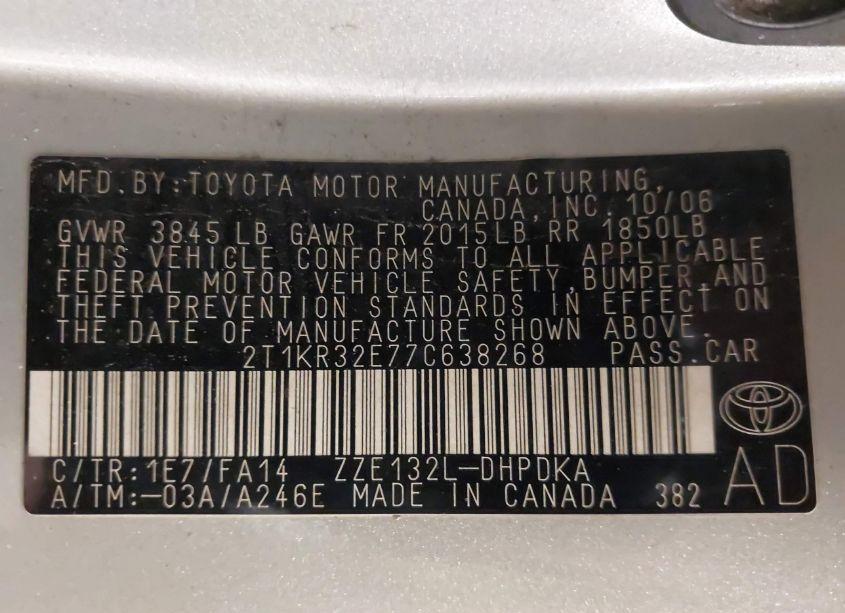 MFD. BY: TOYOTA MOTOR MANUFACTURING,
CANADA, INC. 10/06
GVWR 3845 LB GAWR FR 2015LB RR 1850LB
THIS VEHICLE CONFORMS TO ALL APPLICABLE
FEDERAL MOTOR VEHICLE SAFETY, BUMPER, AND
THEFT PREVENTION STANDARDS IN EFFECT ON
THE DATE OF MANUFACTURE SHOWN ABOVE.
2T1KR32E77C638268 PASS. CAR
C/TR: 1E7/FA14 ZZE132L-DHPDKA
A/TM: -03A/A246E MADE IN CANADA 382
AD